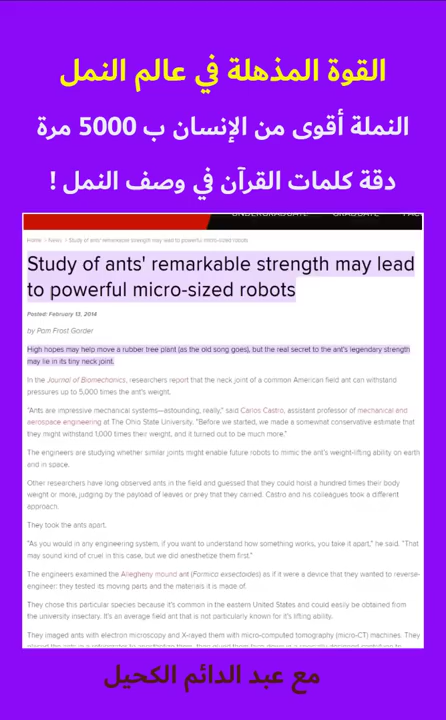 القوة المذهلة في عالم النمل
النملة أقوى من الإنسان ب 5000 مرة
دقة كلمات القرآن في وصف النمل !
UNDERGRADUATE GRADUATE
Home > News > Study of ants' remarkable strength may lead to powerful micro-sized robots
Study of ants' remarkable strength may lead
to powerful micro-sized robots
Posted: February 13, 2014
by Pam Frost Gorder
High hopes may help move a rubber tree plant (as the old song goes), but the real secret to the ant's legendary strength
may lie in its tiny neck joint.
In the Journal of Biomechanics, researchers report that the neck joint of a common American field ant can withstand
pressures up to 5,000 times the ant's weight.
"Ants are impressive mechanical systems—astounding, really," said Carlos Castro, assistant professor of mechanical and
aerospace engineering at The Ohio State University. "Before we started, we made a somewhat conservative estimate that
they might withstand 1,000 times their weight, and it turned out to be much more."
The engineers are studying whether similar joints might enable future robots to mimic the ant's weight-lifting ability on earth
and in space.
Other researchers have long observed ants in the field and guessed that they could hoist a hundred times their body
weight or more, judging by the payload of leaves or prey that they carried. Castro and his colleagues took a different
approach.
They took the ants apart.
"As you would in any engineering system, if you want to understand how something works, you take it apart," he said. "That
may sound kind of cruel in this case, but we did anesthetize them first."
The engineers examined the Allegheny mound ant (Formica exsectoides) as if it were a device that they wanted to reverse-
engineer: they tested its moving parts and the materials it is made of.
They chose this particular species because it's common in the eastern United States and could easily be obtained from
the university insectary. It's an average field ant that is not particularly known for it's lifting ability.
They imaged ants with electron microscopy and X-rayed them with micro-computed tomography (micro-CT) machines. They
مع عبد الدائم الكحيل